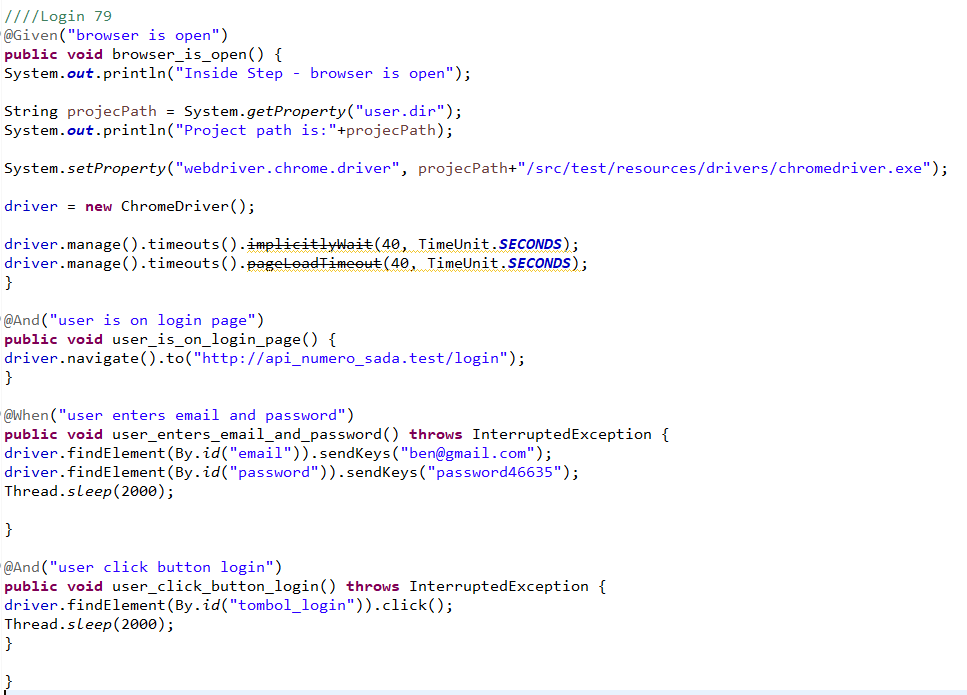 ////Login 79
@Given("browser is open")
public void browser_is_open() {
System.out.println("Inside Step - browser is open");
String projecPath = System.getProperty("user.dir");
System.out.println("Project path is:"+projecPath);
System.setProperty("webdriver.chrome.driver", projecPath+"/src/test/resources/drivers/chromedriver.exe");
driver = new ChromeDriver();
driver.manage().timeouts().implicitlyWait(40, TimeUnit.SECONDS);
driver.manage().timeouts().pageLoadTimeout(40, TimeUnit.SECONDS);
}
@And("user is on login page")
public void user_is_on_login_page() {
driver.navigate().to("http://api_numero_sada.test/login");
}
@When("user enters email and password")
public void user_enters_email_and_password() throws InterruptedException {
driver.findElement(By.id("email")).sendKeys("ben@gmail.com");
driver.findElement(By.id("password")).sendKeys("password46635");
Thread.sleep(2000);
}
@And("user click button login")
public void user_click_button_login() throws InterruptedException {
driver.findElement(By.id("tombol_login")).click();
Thread.sleep(2000);
}
}